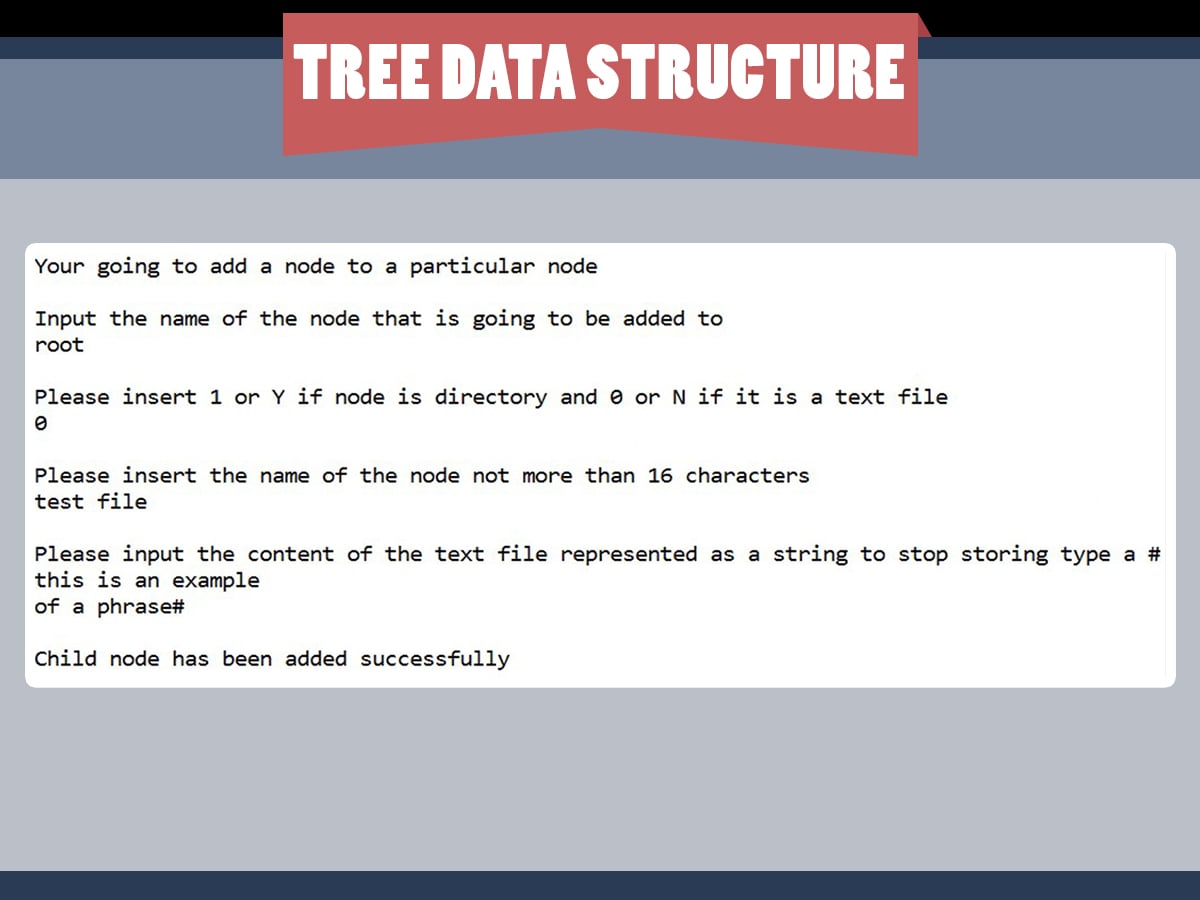 TREE DATA STRUCTURE
Your going to add a node to a particular node
Input the name of the node that is going to be added to
root
Please insert 1 or Y if node is directory and 0 or N if it is a text file
0
Please insert the name of the node not more than 16 characters
test file
Please input the content of the text file represented as a string to stop storing type a #
this is an example
of a phrase#
Child node has been added successfully